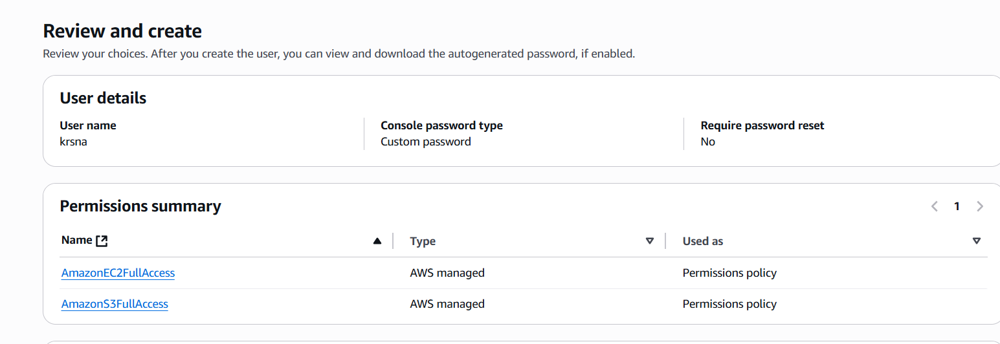 Review and create
Review your choices. After you create the user, you can view and download the autogenerated password, if enabled.
User details
User name
krsna
Console password type
Custom password
Require password reset
No
Permissions summary
1
Name
Type
Used as
AmazonEC2FullAccess
AWS managed
Permissions policy
AmazonS3FullAccess
AWS managed
Permissions policy